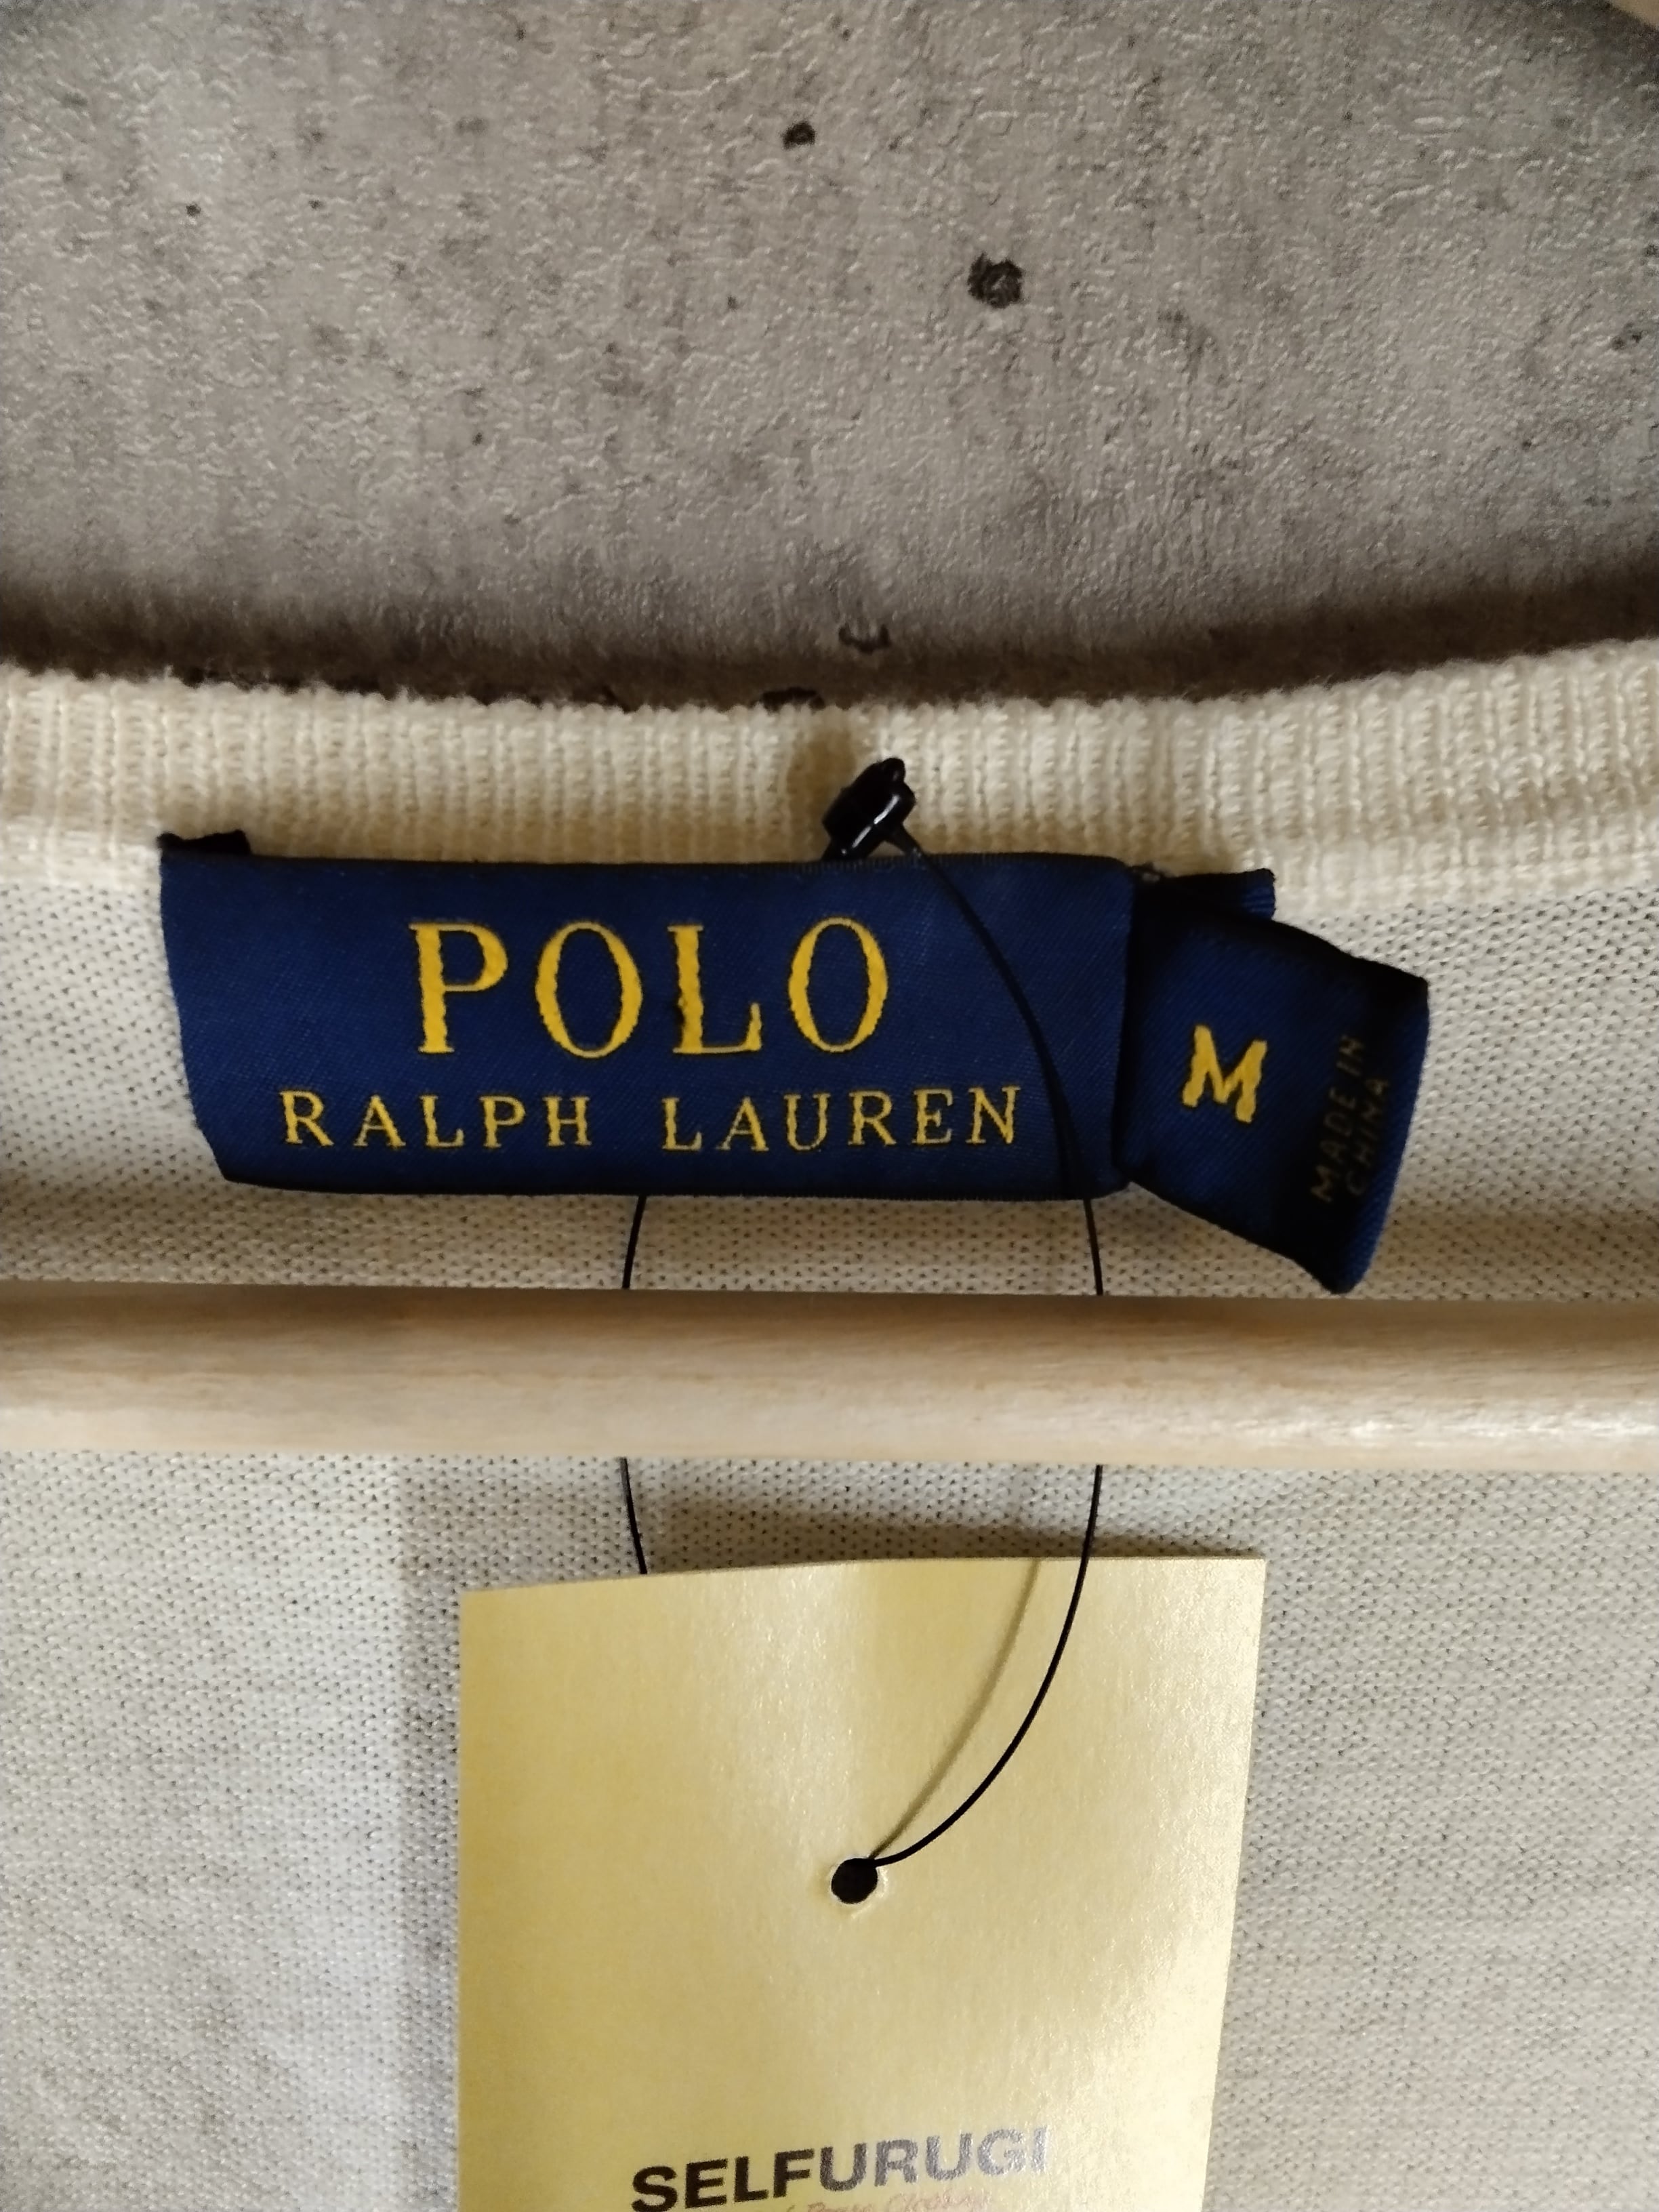 POLO
RALPH LAUREN
M
MADE IN
CHINA
SELFURUGI